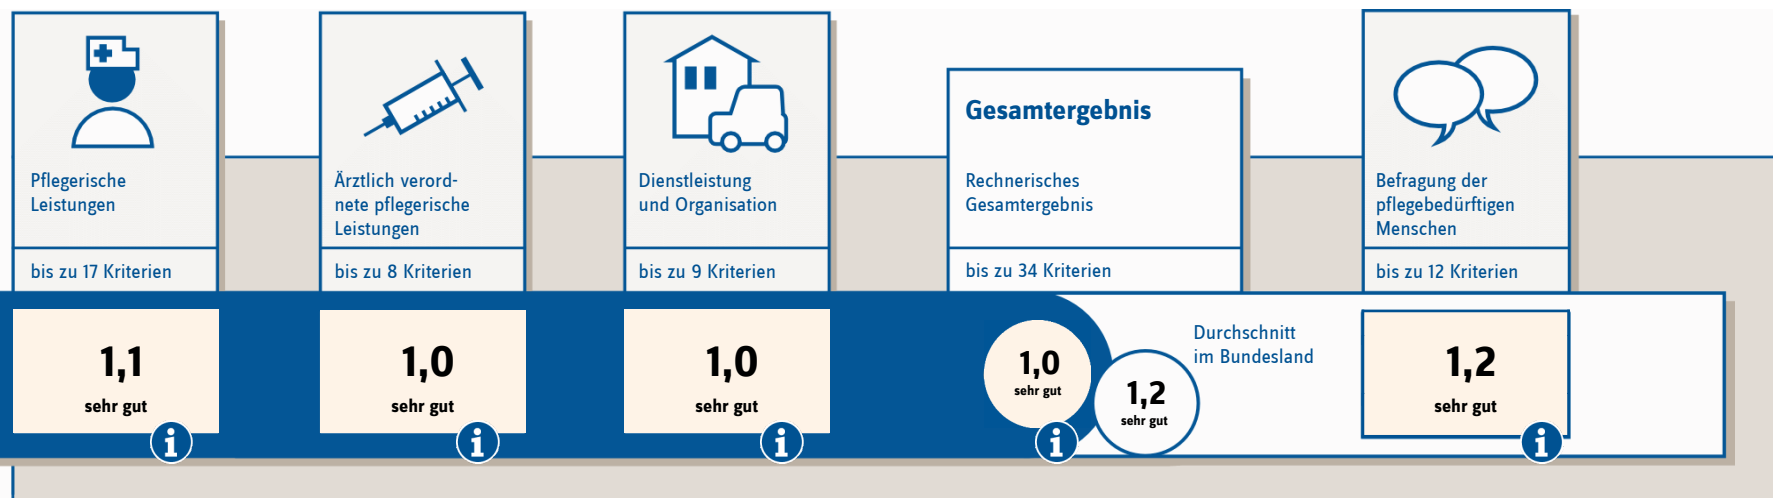 Pflegerische
Leistungen
bis zu 17 Kriterien
1,1
sehr gut
i
Ärztlich verord-
nete pflegerische
Leistungen
bis zu 8 Kriterien
1,0
sehr gut
i
Dienstleistung
und Organisation
bis zu 9 Kriterien
1,0
sehr gut
i
Gesamtergebnis
Rechnerisches
Gesamtergebnis
bis zu 34 Kriterien
1,0
sehr gut
i
Durchschnitt
im Bundesland
1,2
sehr gut
Befragung der
pflegebedürftigen
Menschen
bis zu 12 Kriterien
1,2
sehr gut
i